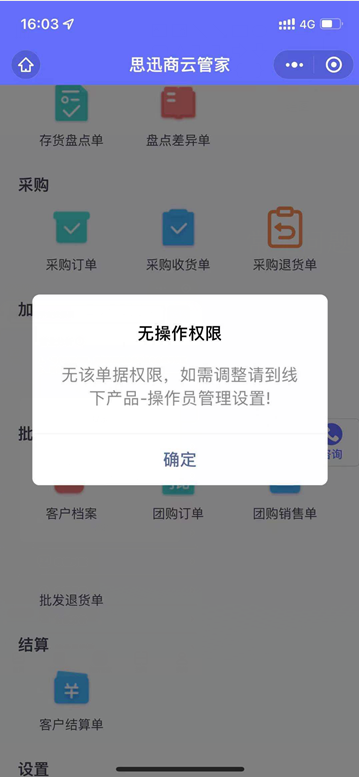 16:03
4G
思迅商云管家
存货盘点单
盘点差异单
采购
采购订单
采购收货单
采购退货单
加
无操作权限
无该单据权限，如需调整请到线
下产品-操作员管理设置!
批
咨询
确定
客户档案
团购订单
团购销售单
批发退货单
结算
¥
客户结算单
设置